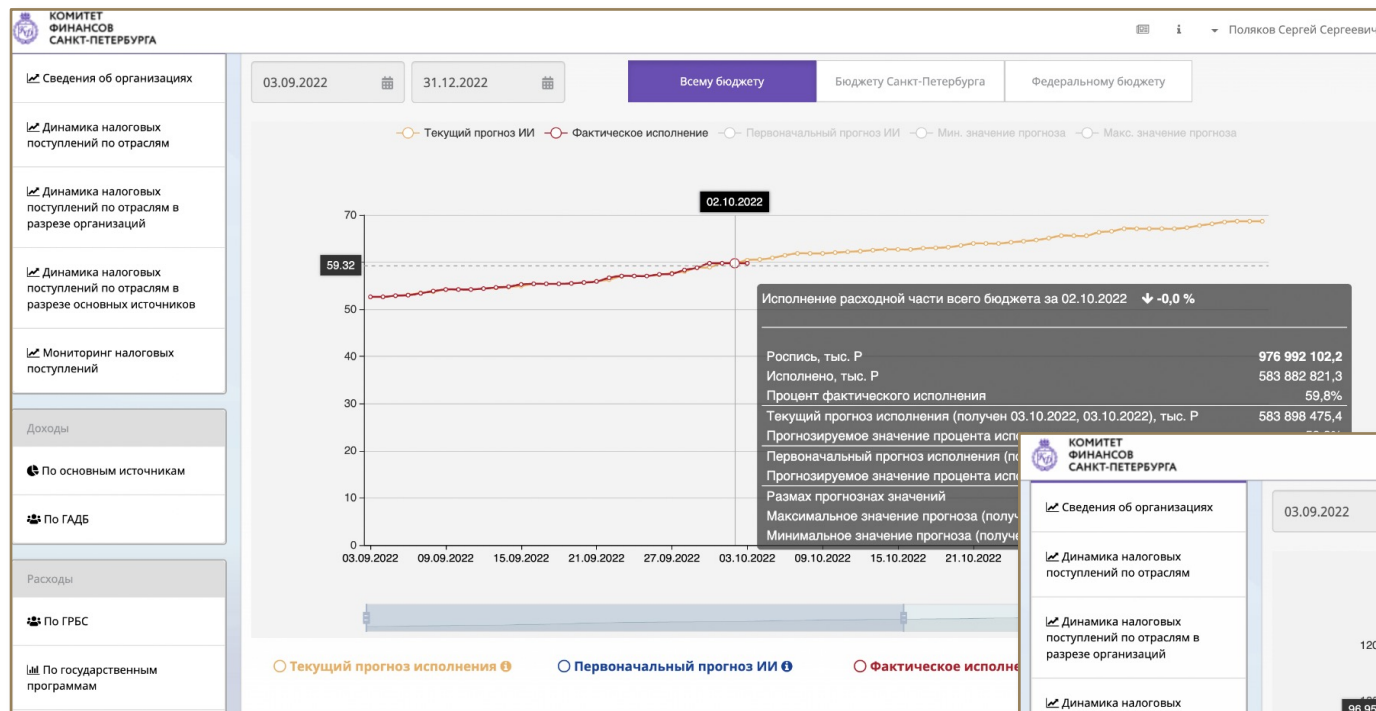 КОМИТЕТ
ФИНАНСОВ
САНКТ-ПЕТЕРБУРГА
Поляков Сергей Сергеевич
Сведения об организациях
Динамика налоговых
поступлений по отраслям
Динамика налоговых
поступлений по отраслям в
разрезе организаций
Динамика налоговых
поступлений по отраслям в
разрезе основных источников
Мониторинг налоговых
поступлений
Доходы
По основным источникам
По ГАДБ
Расходы
По ГРБС
По государственным
программам
03.09.2022
31.12.2022
Всему бюджету
Бюджету Санкт-Петербурга
Федеральному бюджету
Текущий прогноз ИИ
Фактическое исполнение
Первоначальный прогноз ИИ
Мин. значение прогноза
Макс. значение прогноза
02.10.2022
70
59.32
50
40
30
20
10
0
03.09.2022
09.09.2022
15.09.2022
21.09.2022
27.09.2022
03.10.2022
09.10.2022
15.10.2022
21.10.2022
Исполнение расходной части всего бюджета за 02.10.2022 -0,0 %
Роспись, тыс. Р 976 992 102,2
Исполнено, тыс. Р 583 882 821,3
Процент фактического исполнения 59,8%
Текущий прогноз исполнения (получен 03.10.2022, 03.10.2022), тыс. Р 583 898 475,4
Прогнозируемое значение процента исп
Первоначальный прогноз исполнения (п
Прогнозируемое значение процента исп
Размах прогнозных значений
Максимальное значение прогноза (получ
Минимальное значение прогноза (получе
Текущий прогноз исполнения
Первоначальный прогноз ИИ
Фактическое исполне
КОМИТЕТ
ФИНАНСОВ
САНКТ-ПЕТЕРБУРГА
Сведения об организациях
Динамика налоговых
поступлений по отраслям
Динамика налоговых
поступлений по отраслям в
разрезе организаций
Динамика налоговых
03.09.2022
120
96.95